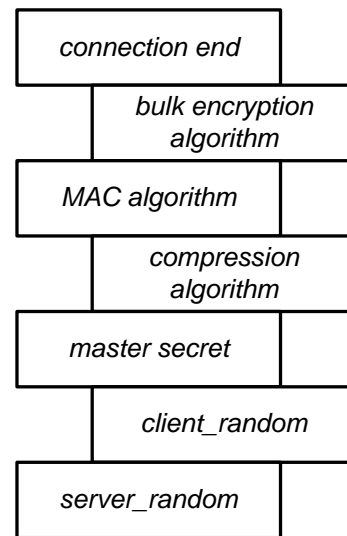 connection end
bulk encryption
algorithm
MAC algorithm
compression
algorithm
master secret
client_random
server_random